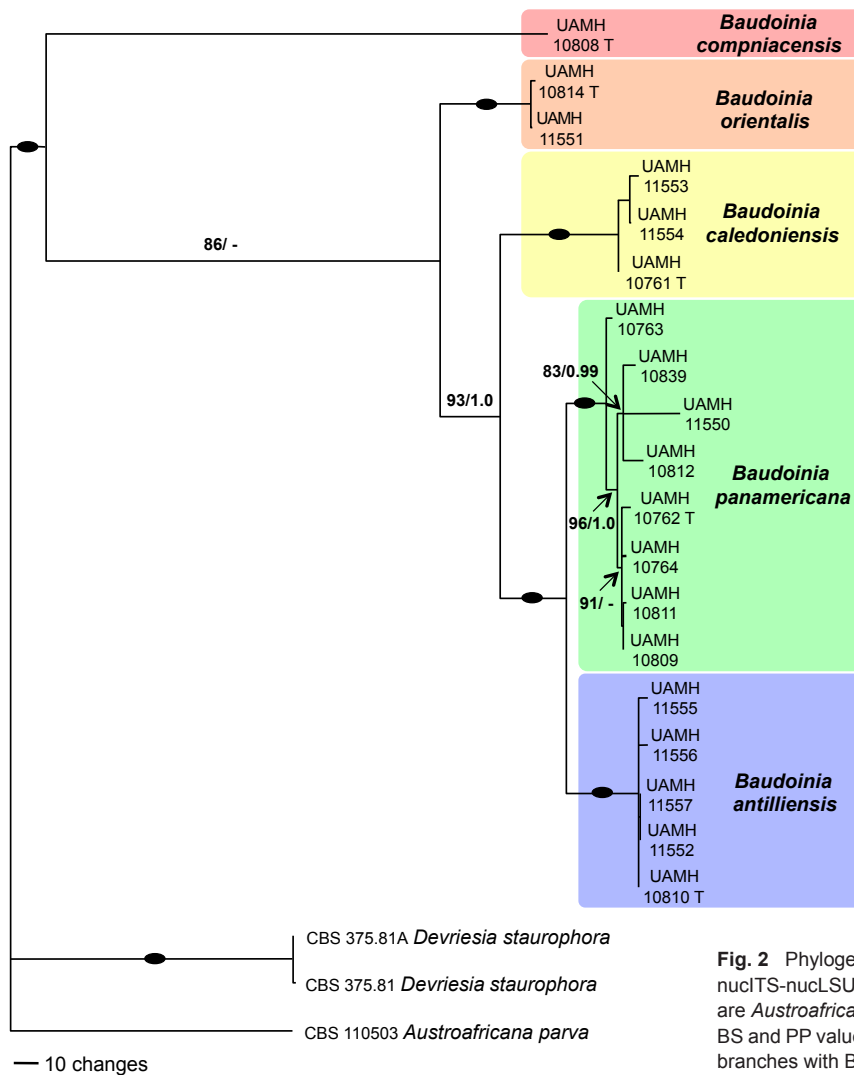 UAMH
10808 T
Baudoinia
compniacensis
UAMH
10814 T
UAMH
11551
Baudoinia
orientalis
86/ -
UAMH
11553
UAMH
11554
UAMH
10761 T
Baudoinia
caledoniensis
93/1.0
UAMH
10763
83/0.99
UAMH
10839
UAMH
11550
UAMH
10812
96/1.0
UAMH
10762 T
UAMH
10764
91/ -
UAMH
10811
UAMH
10809
Baudoinia
panamericana
UAMH
11555
UAMH
11556
UAMH
11557
UAMH
11552
UAMH
10810 T
Baudoinia
antilliensis
CBS 375.81A Devriesia staurophora
CBS 375.81 Devriesia staurophora
CBS 110503 Austroafricana parva
10 changes
Fig. 2 Phyloge
nucITS-nucLSU
are Austroafrica
BS and PP value
branches with B